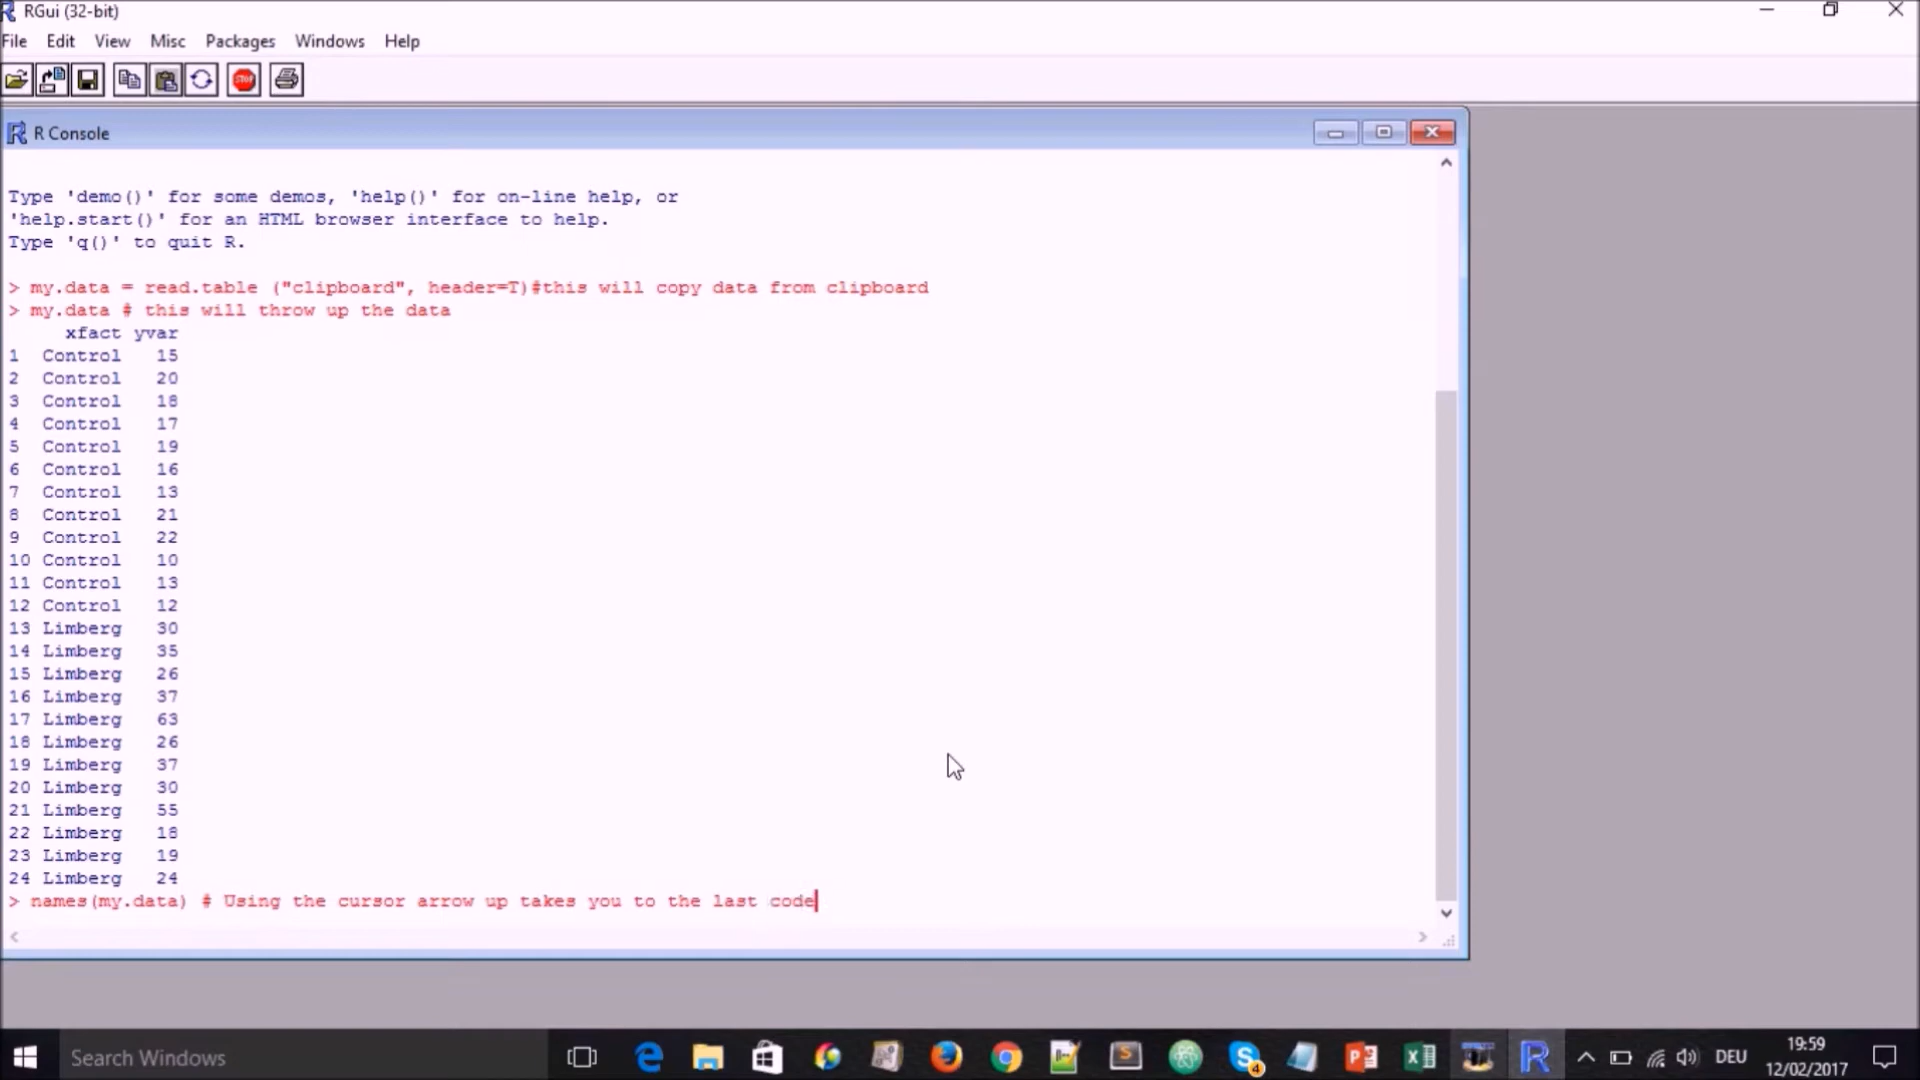 RGui (32-bit)
File Edit View Misc Packages Windows Help
STOP
R Console
Type 'demo()' for some demos, 'help()' for on-line help, or
'help.start()' for an HTML browser interface to help.
Type 'q()' to quit R.
> my.data = read.table ("clipboard", header=T)#this will copy data from clipboard
> my.data # this will throw up the data
xfact yvar
1 Control 15
2 Control 20
3 Control 18
4 Control 17
5 Control 19
6 Control 16
7 Control 13
8 Control 21
9 Control 22
10 Control 10
11 Control 13
12 Control 12
13 Limberg 30
14 Limberg 35
15 Limberg 26
16 Limberg 37
17 Limberg 63
18 Limberg 26
19 Limberg 37
20 Limberg 30
21 Limberg 55
22 Limberg 18
23 Limberg 19
24 Limberg 24
> names(my.data) # Using the cursor arrow up takes you to the last code
Search Windows
4
DEU
19:59
12/02/2017